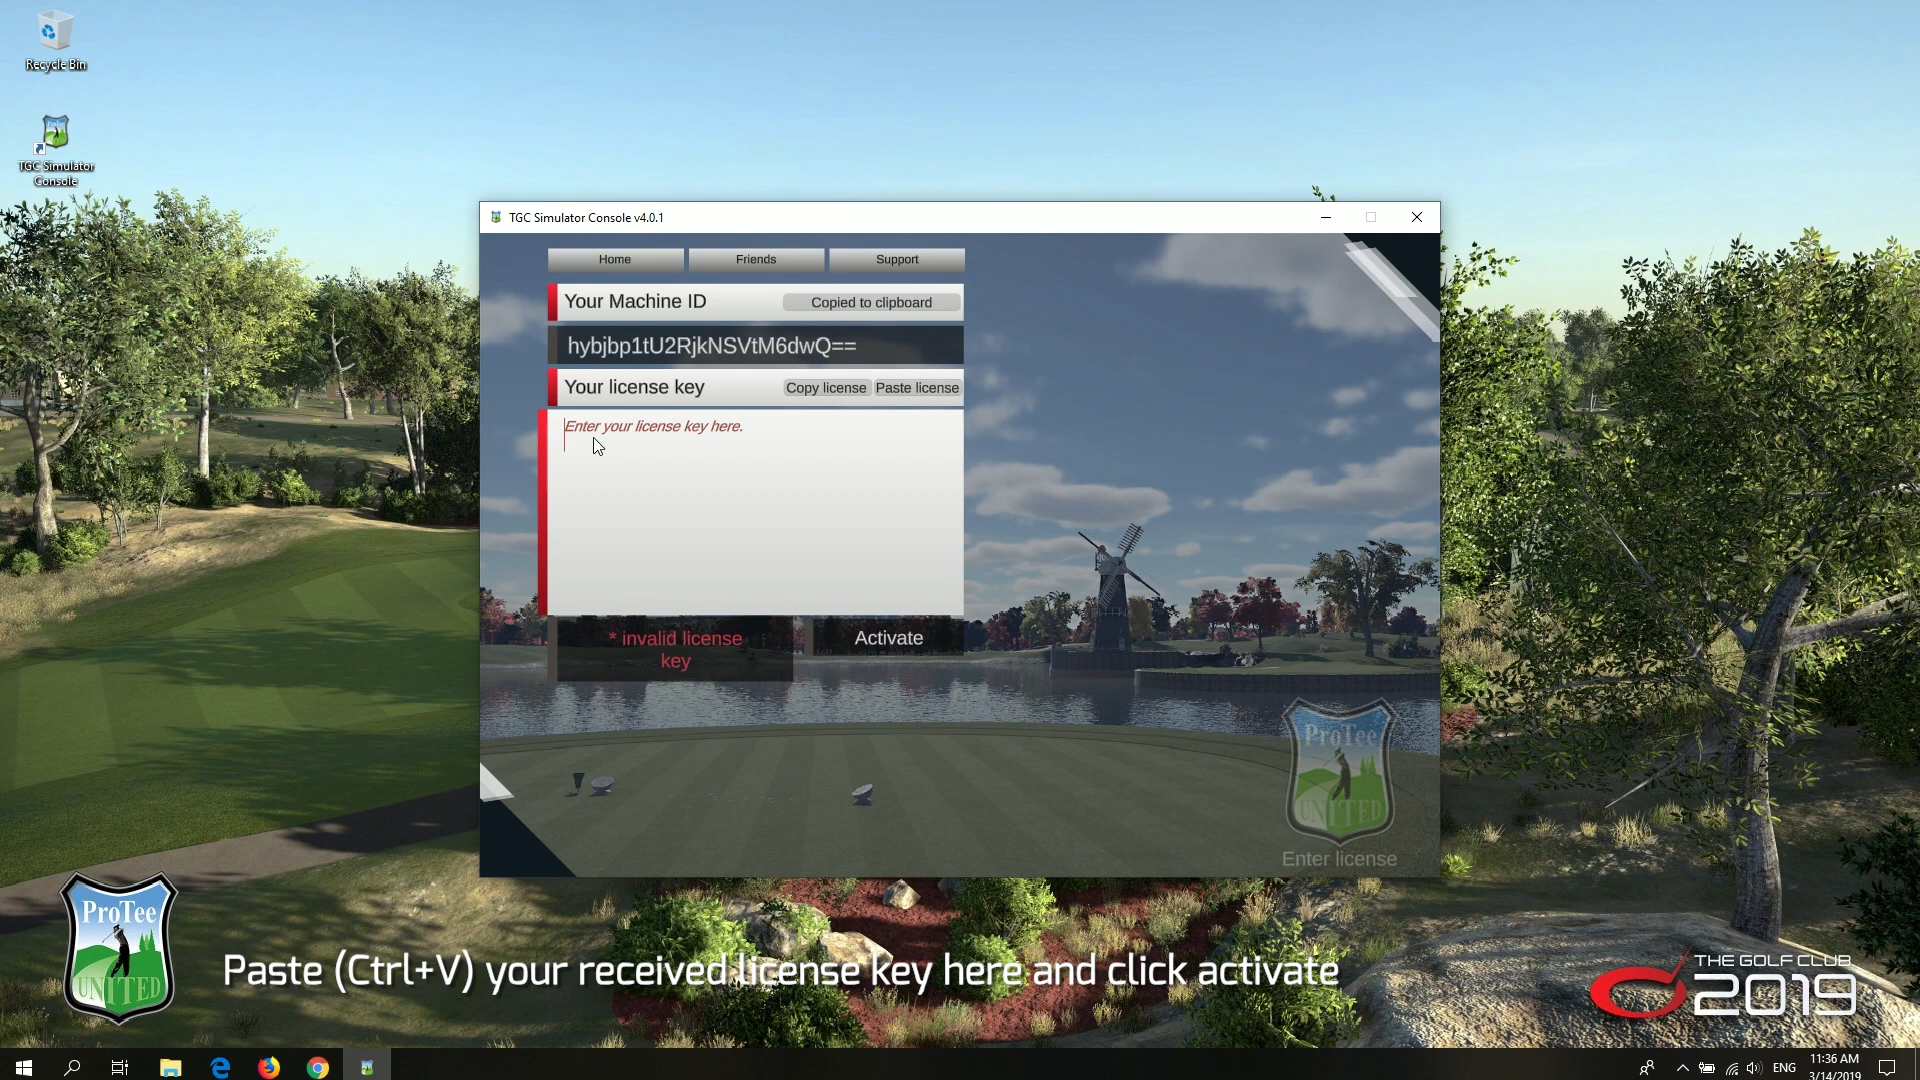 Recycle Bin
TGC Simulator
Console
TGC Simulator Console v4.0.1
Home
Friends
Support
Your Machine ID
Copied to clipboard
hybjbp1tU2RjkNSVtM6dwQ==
Your license key
Copy license
Paste license
Enter your license key here.
* invalid license
key
Activate
ProTee
UNITED
Enter license
ProTee
UNITED
Paste (Ctrl+V) your received license key here and click activate
THE GOLF CLUB
2019
ENG
11:36 AM
3/14/2019